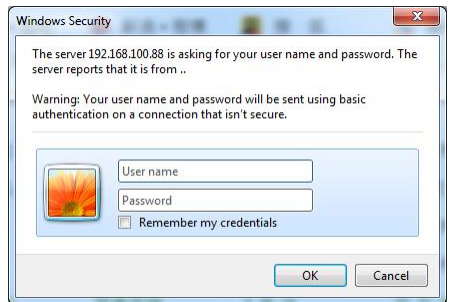 Windows Security
The server 192.168.100.88 is asking for your user name and password. The
server reports that it is from ..
Warning: Your user name and password will be sent using basic
authentication on a connection that isn't secure.
User name
Password
Remember my credentials
OK
Cancel